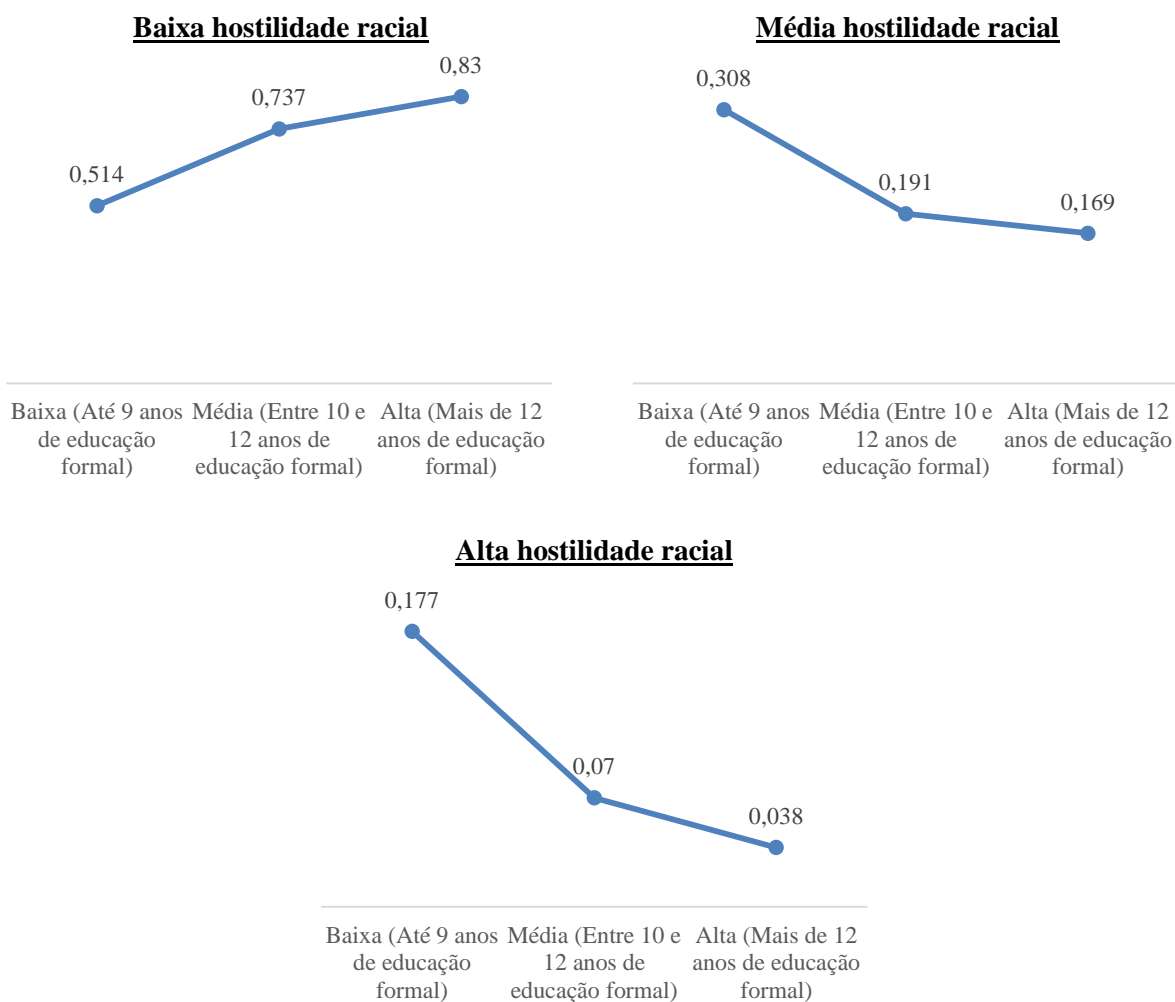 Baixa hostilidade racial
0,514
0,737
0,83
Baixa (Até 9 anos
de educação
formal)
Média (Entre 10 e
12 anos de
educação formal)
Alta (Mais de 12
anos de educação
formal)
Média hostilidade racial
0,308
0,191
0,169
Baixa (Até 9 anos
de educação
formal)
Média (Entre 10 e
12 anos de
educação formal)
Alta (Mais de 12
anos de educação
formal)
Alta hostilidade racial
0,177
0,07
0,038
Baixa (Até 9 anos
de educação
formal)
Média (Entre 10 e
12 anos de
educação formal)
Alta (Mais de 12
anos de educação
formal)